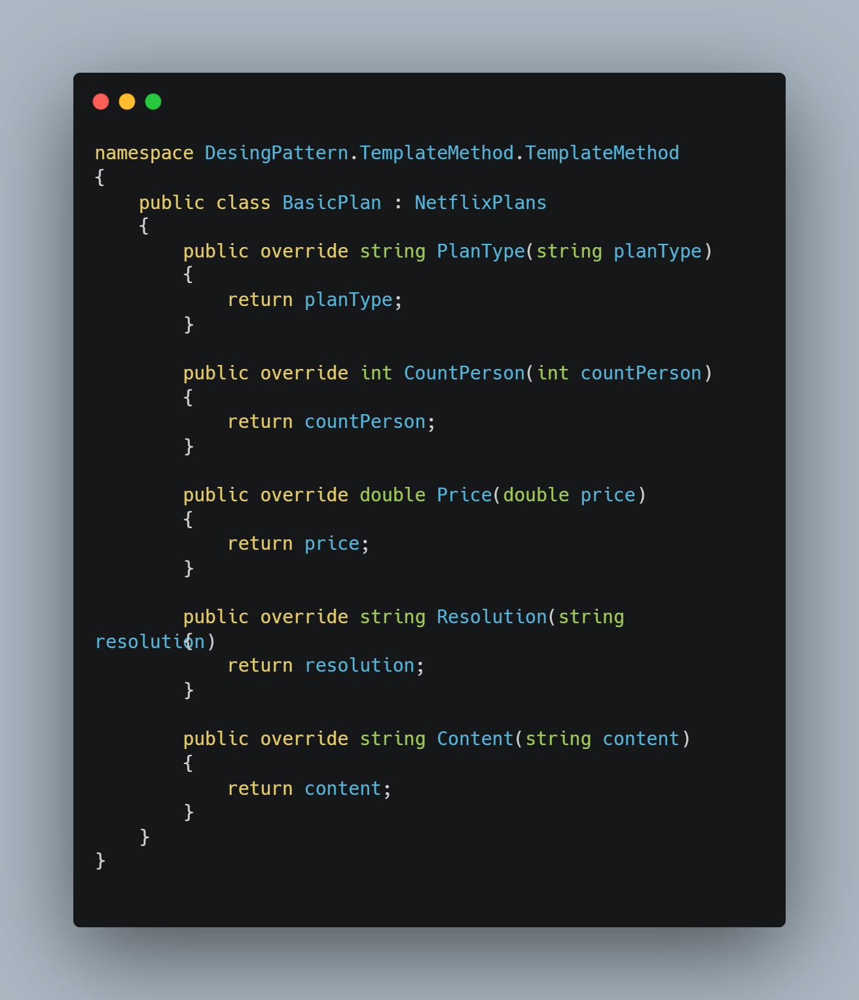 namespace DesingPattern.TemplateMethod.TemplateMethod
{
    public class BasicPlan : NetflixPlans
    {
        public override string PlanType(string planType)
        {
            return planType;
        }

        public override int CountPerson(int countPerson)
        {
            return countPerson;
        }

        public override double Price(double price)
        {
            return price;
        }

        public override string Resolution(string
resolution)
        {
            return resolution;
        }

        public override string Content(string content)
        {
            return content;
        }
    }
}